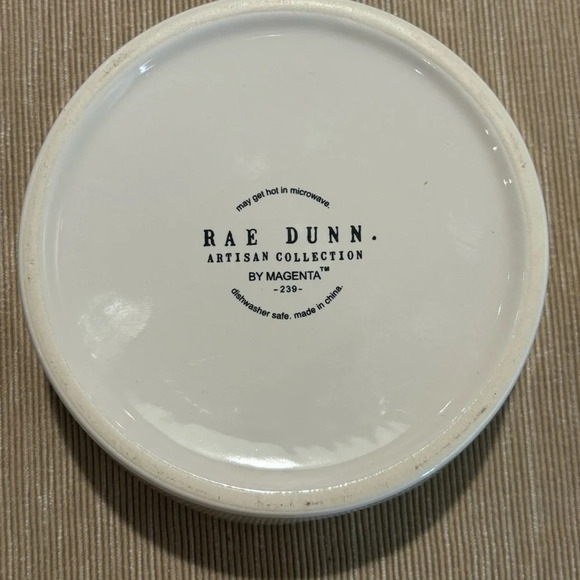 may get hot in microwave.
RAE DUNN.
ARTISAN COLLECTION
BY MAGENTA™
-239-
dishwasher safe. made in china.